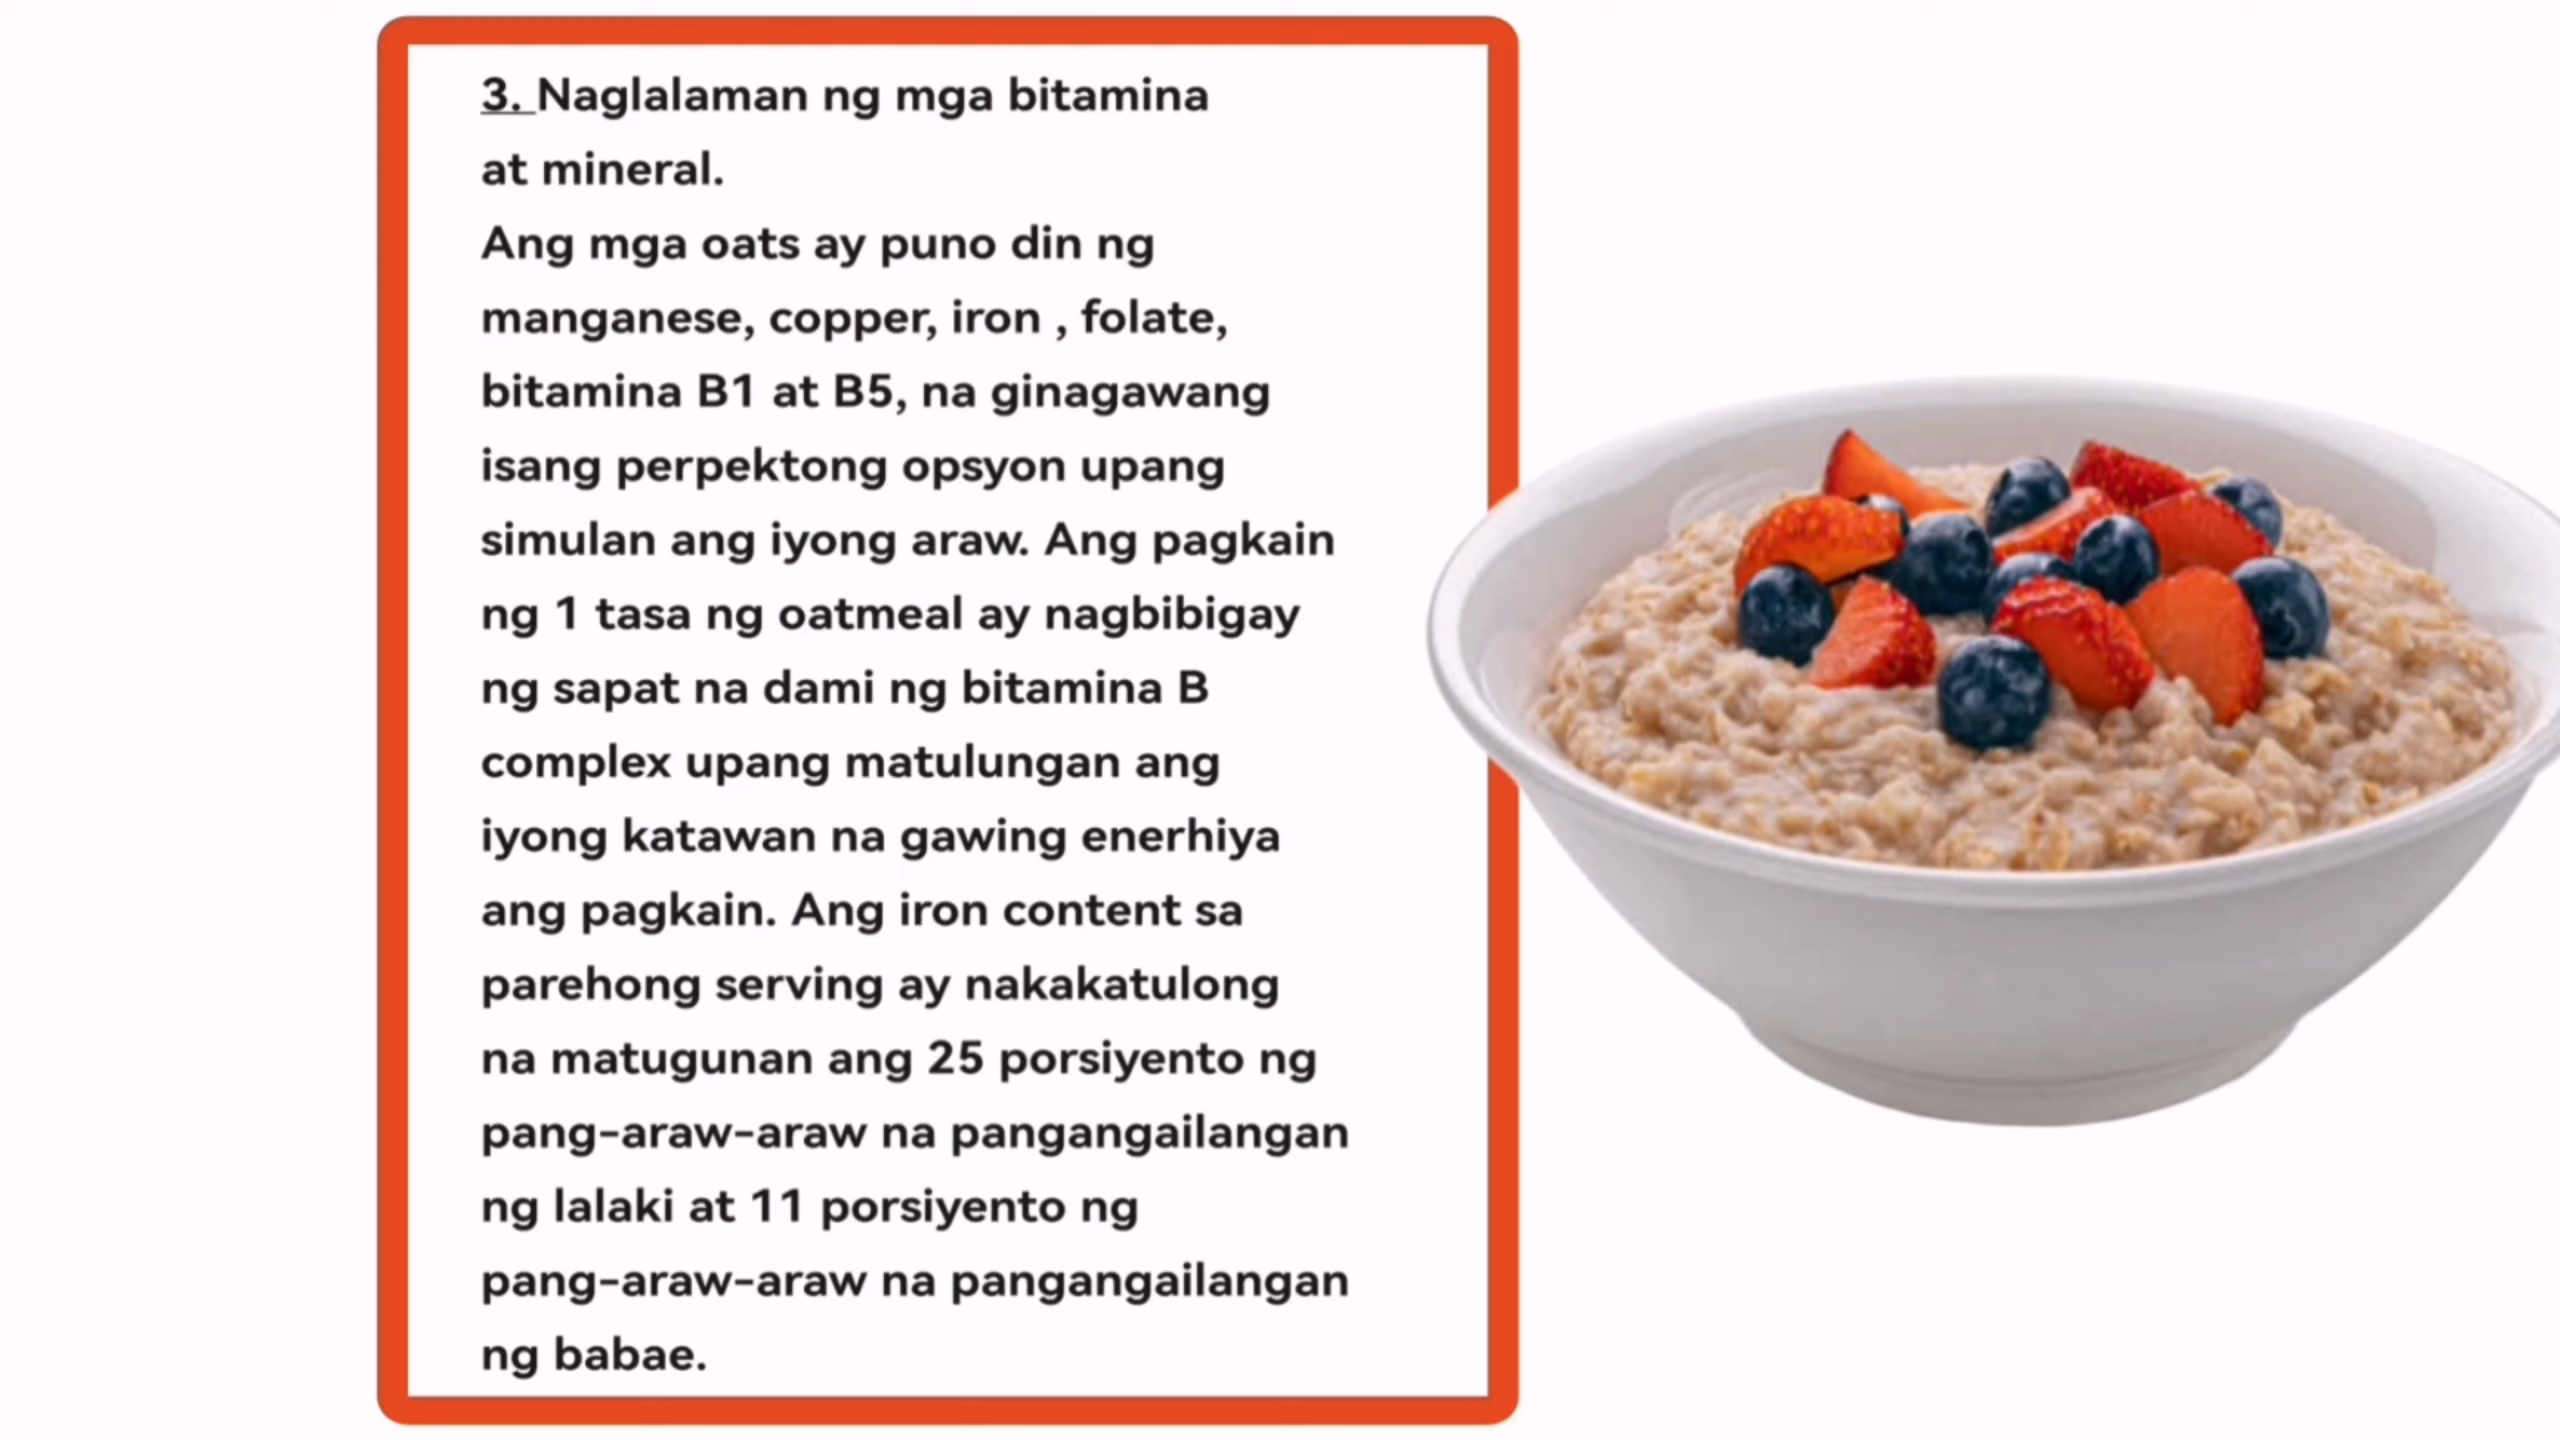 3. Naglalaman ng mga bitamina
at mineral.
Ang mga oats ay puno din ng
manganese, copper, iron , folate,
bitamina B1 at B5, na ginagawang
isang perpektong opsyon upang
simulan ang iyong araw. Ang pagkain
ng 1 tasa ng oatmeal ay nagbibigay
ng sapat na dami ng bitamina B
complex upang matulungan ang
iyong katawan na gawing enerhiya
ang pagkain. Ang iron content sa
parehong serving ay nakakatulong
na matugunan ang 25 porsiyento ng
pang-araw-araw na pangangailangan
ng lalaki at 11 porsiyento ng
pang-araw-araw na pangangailangan
ng babae.